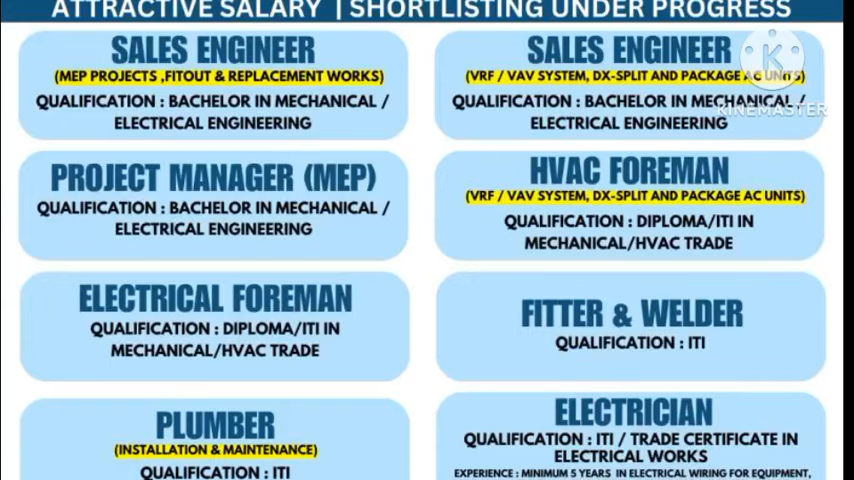 ATTRACTIVE SALARY | SHORTLISTING UNDER PROGRESS
SALES ENGINEER
(MEP PROJECTS ,FITOUT & REPLACEMENT WORKS)
QUALIFICATION : BACHELOR IN MECHANICAL /
ELECTRICAL ENGINEERING
SALES ENGINEER
(VRF / VAV SYSTEM, DX-SPLIT AND PACKAGE AC UNITS)
QUALIFICATION : BACHELOR IN MECHANICAL /
ELECTRICAL ENGINEERING
K
KINEMASTER
PROJECT MANAGER (MEP)
QUALIFICATION : BACHELOR IN MECHANICAL /
ELECTRICAL ENGINEERING
HVAC FOREMAN
(VRF / VAV SYSTEM, DX-SPLIT AND PACKAGE AC UNITS)
QUALIFICATION : DIPLOMA/ITI IN
MECHANICAL/HVAC TRADE
ELECTRICAL FOREMAN
QUALIFICATION : DIPLOMA/ITI IN
MECHANICAL/HVAC TRADE
FITTER & WELDER
QUALIFICATION : ITI
PLUMBER
(INSTALLATION & MAINTENANCE)
QUALIFICATION : ITI
ELECTRICIAN
QUALIFICATION : ITI / TRADE CERTIFICATE IN
ELECTRICAL WORKS
EXPERIENCE : MINIMUM 5 YEARS IN ELECTRICAL WIRING FOR EQUIPMENT,